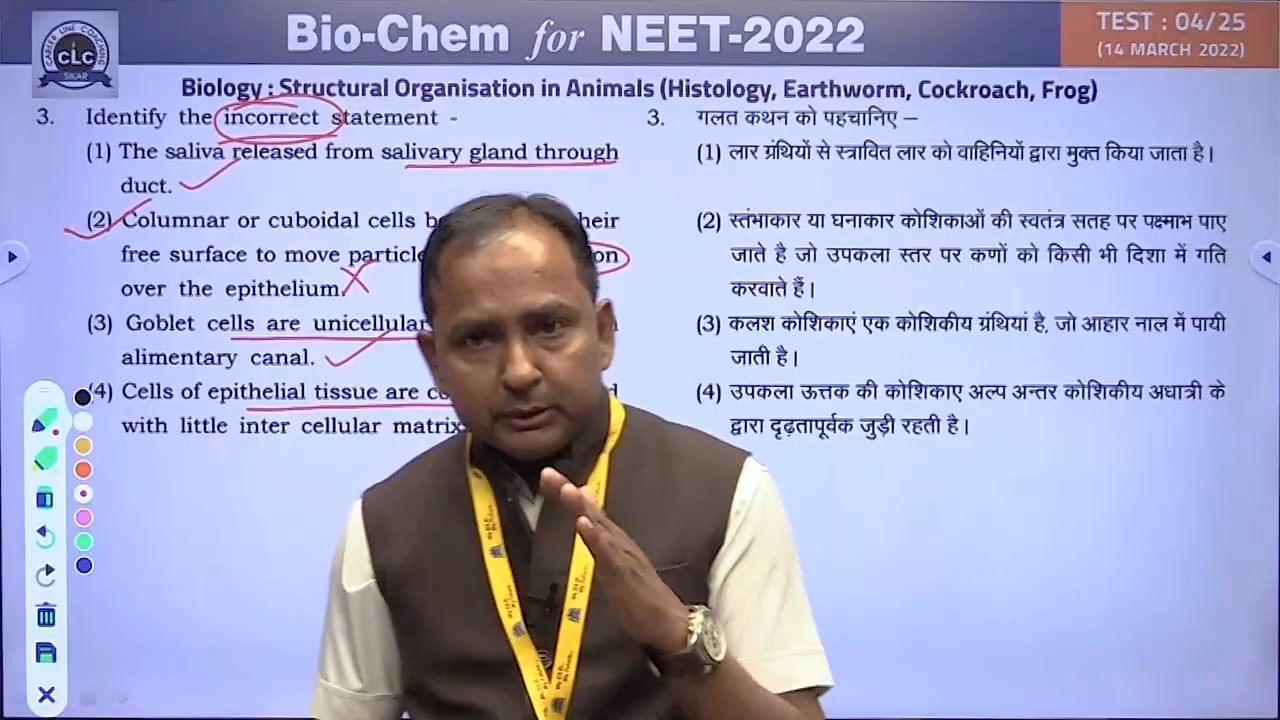 Bio-Chem for NEET-2022
TEST : 04/25
(14 MARCH 2022)
CAREER LINE COACHING
CLC
SIKAR
Biology : Structural Organisation in Animals (Histology, Earthworm, Cockroach, Frog)
3. Identify the incorrect statement -
(1) The saliva released from salivary gland through
duct.
(2) Columnar or cuboidal cells
free surface to move
over the epithelium.
(3) Goblet cells are unicellular
alimentary canal.
(4) Cells of epithelial tissue are
with little inter cellular matrix
3. गलत कथन को पहचानिए –
(1) लार ग्रंथियों से स्त्रावित लार को वाहिनियों द्वारा मुक्त किया जाता है।
(2) स्तंभाकार या घनाकार कोशिकाओं की स्वतंत्र सतह पर पक्ष्माभ पाए
जाते है जो उपकला स्तर पर कणों को किसी भी दिशा में गति
करवाते हैं।
(3) कलश कोशिकाएं एक कोशिकीय ग्रंथियां है, जो आहार नाल में पायी
जाती है।
(4) उपकला ऊत्तक की कोशिकाए अल्प अन्तर कोशिकीय अधात्री के
द्वारा दृढ़तापूर्वक जुड़ी रहती है।